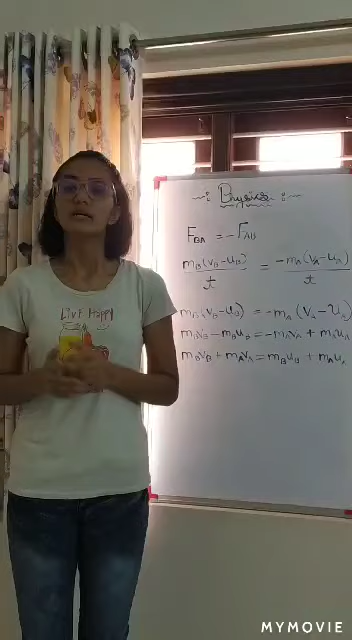 Physics
F_BA = -F_AB
m_B(v_B - u_B) / t = -m_A(v_A - u_A) / t
m_B(v_B - u_B) = -m_A(v_A - u_A)
m_Bv_B - m_Bu_B = -m_Av_A + m_Au_A
m_Bv_B + m_Av_A = m_Bu_B + m_Au_A
Live Happy
MYMOVIE